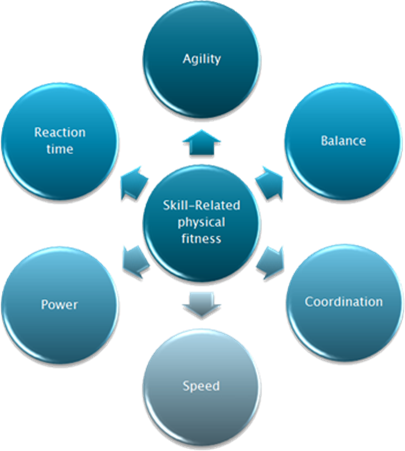 Agility
Reaction
time
Balance
Skill-Related
physical
fitness
Power
Coordination
Speed